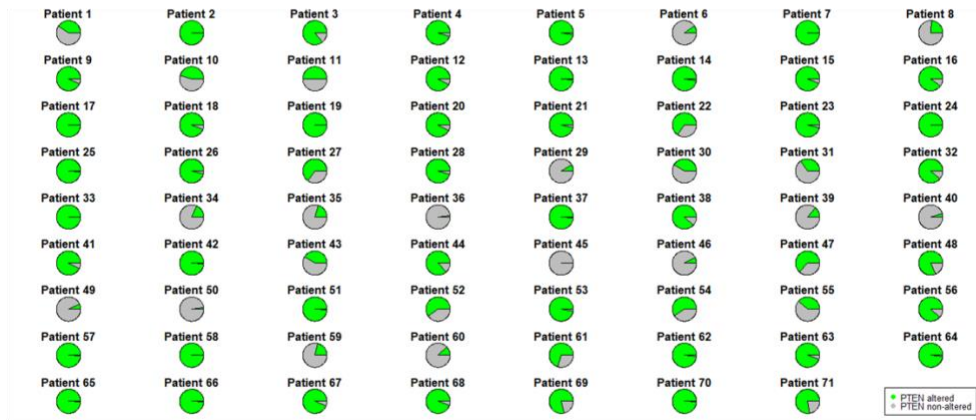 Patient 1 Patient 2 Patient 3 Patient 4 Patient 5 Patient 6 Patient 7 Patient 8
Patient 9 Patient 10 Patient 11 Patient 12 Patient 13 Patient 14 Patient 15 Patient 16
Patient 17 Patient 18 Patient 19 Patient 20 Patient 21 Patient 22 Patient 23 Patient 24
Patient 25 Patient 26 Patient 27 Patient 28 Patient 29 Patient 30 Patient 31 Patient 32
Patient 33 Patient 34 Patient 35 Patient 36 Patient 37 Patient 38 Patient 39 Patient 40
Patient 41 Patient 42 Patient 43 Patient 44 Patient 45 Patient 46 Patient 47 Patient 48
Patient 49 Patient 50 Patient 51 Patient 52 Patient 53 Patient 54 Patient 55 Patient 56
Patient 57 Patient 58 Patient 59 Patient 60 Patient 61 Patient 62 Patient 63 Patient 64
Patient 65 Patient 66 Patient 67 Patient 68 Patient 69 Patient 70 Patient 71
PTEN altered
PTEN non-altered